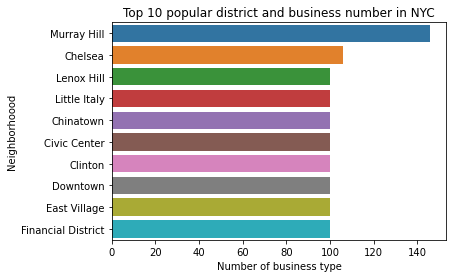 Top 10 popular district and business number in NYC
Neighborhoood
Murray Hill
Chelsea
Lenox Hill
Little Italy
Chinatown
Civic Center
Clinton
Downtown
East Village
Financial District
0 20 40 60 80 100 120 140
Number of business type